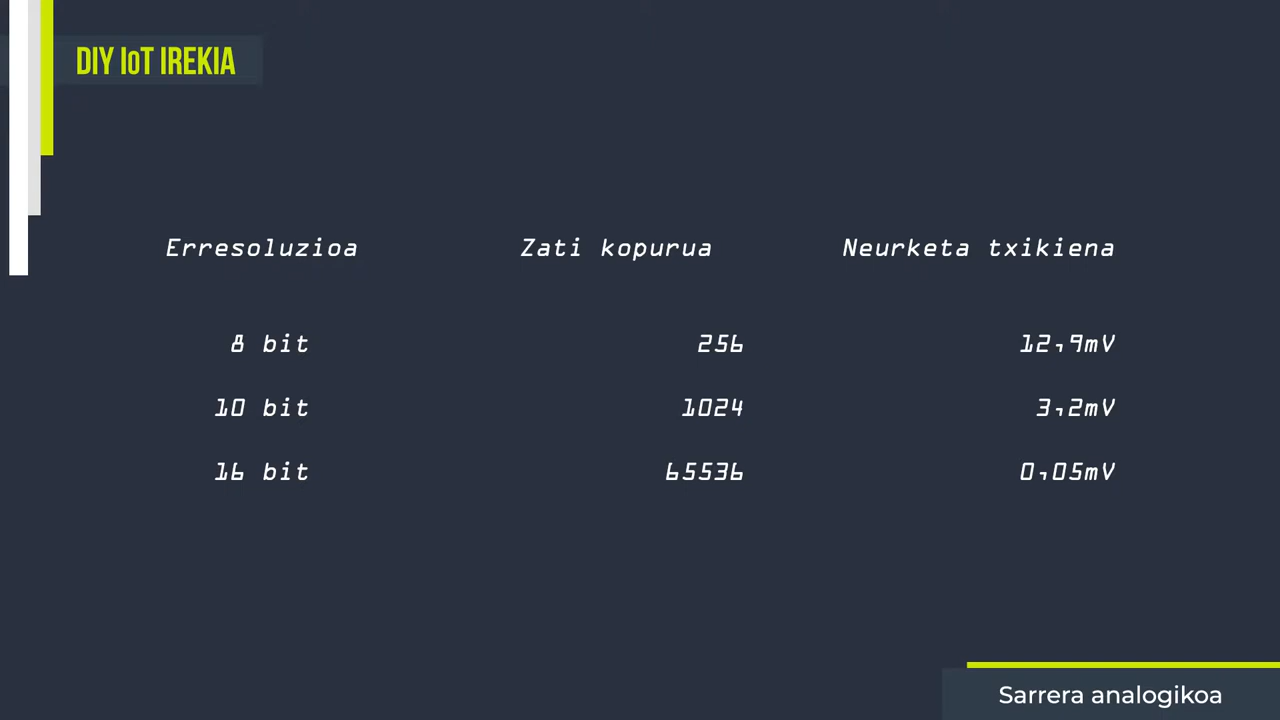 DIY IoT IREKIA
Erresoluzioa Zati kopurua Neurketa txikiena
8 bit 256 12,9mV
10 bit 1024 3,2mV
16 bit 65536 0,05mV
Sarrera analogikoa